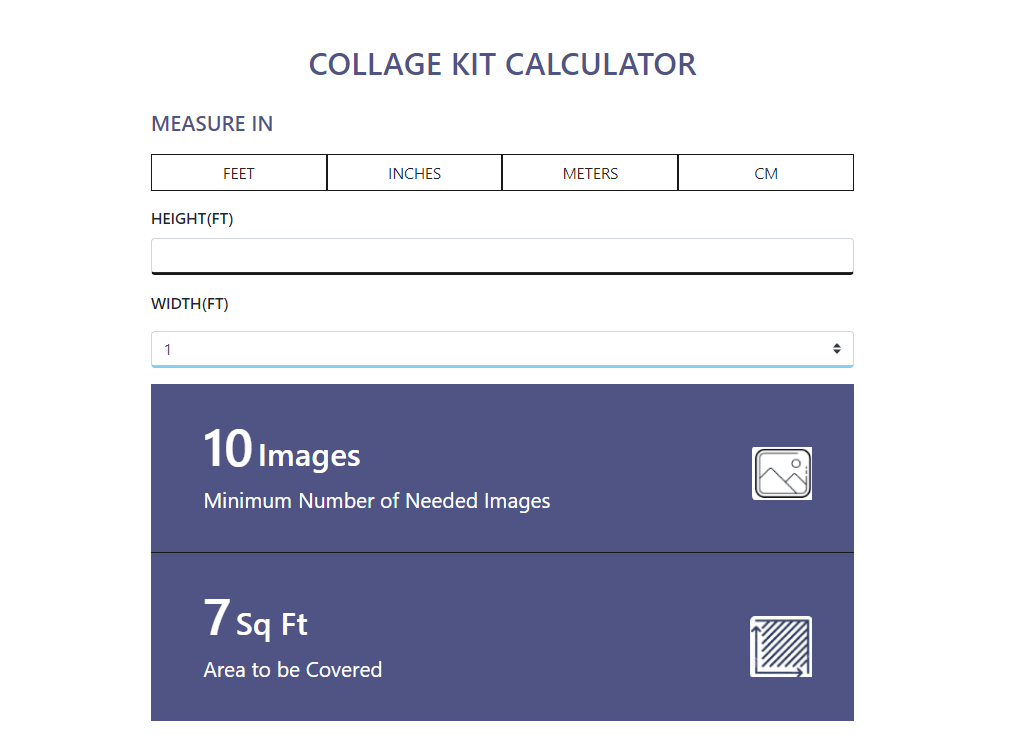 COLLAGE KIT CALCULATOR
MEASURE IN
FEET INCHES METERS CM
HEIGHT(FT)
WIDTH(FT)
1
10 Images
Minimum Number of Needed Images
7 Sq Ft
Area to be Covered